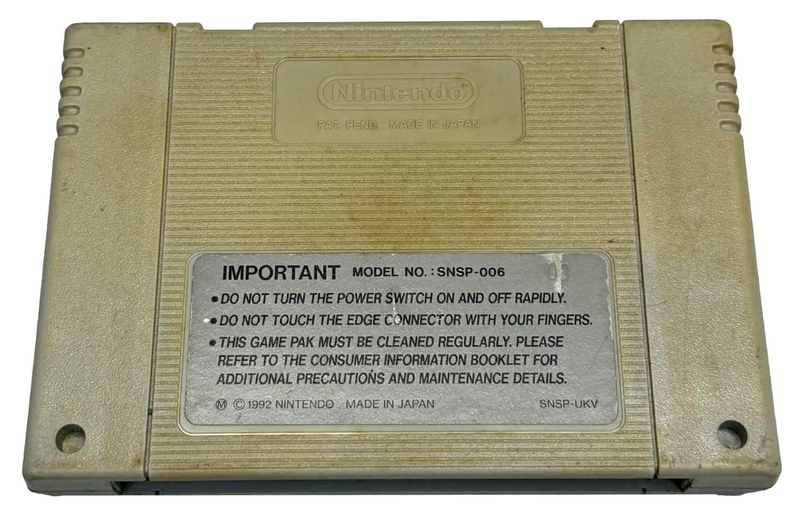 Nintendo
PAT. PEND. MADE IN JAPAN
IMPORTANT MODEL NO.: SNSP-006
• DO NOT TURN THE POWER SWITCH ON AND OFF RAPIDLY.
• DO NOT TOUCH THE EDGE CONNECTOR WITH YOUR FINGERS.
• THIS GAME PAK MUST BE CLEANED REGULARLY. PLEASE
REFER TO THE CONSUMER INFORMATION BOOKLET FOR
ADDITIONAL PRECAUTIONS AND MAINTENANCE DETAILS.
Ⓜ © 1992 NINTENDO MADE IN JAPAN SNSP-UKV